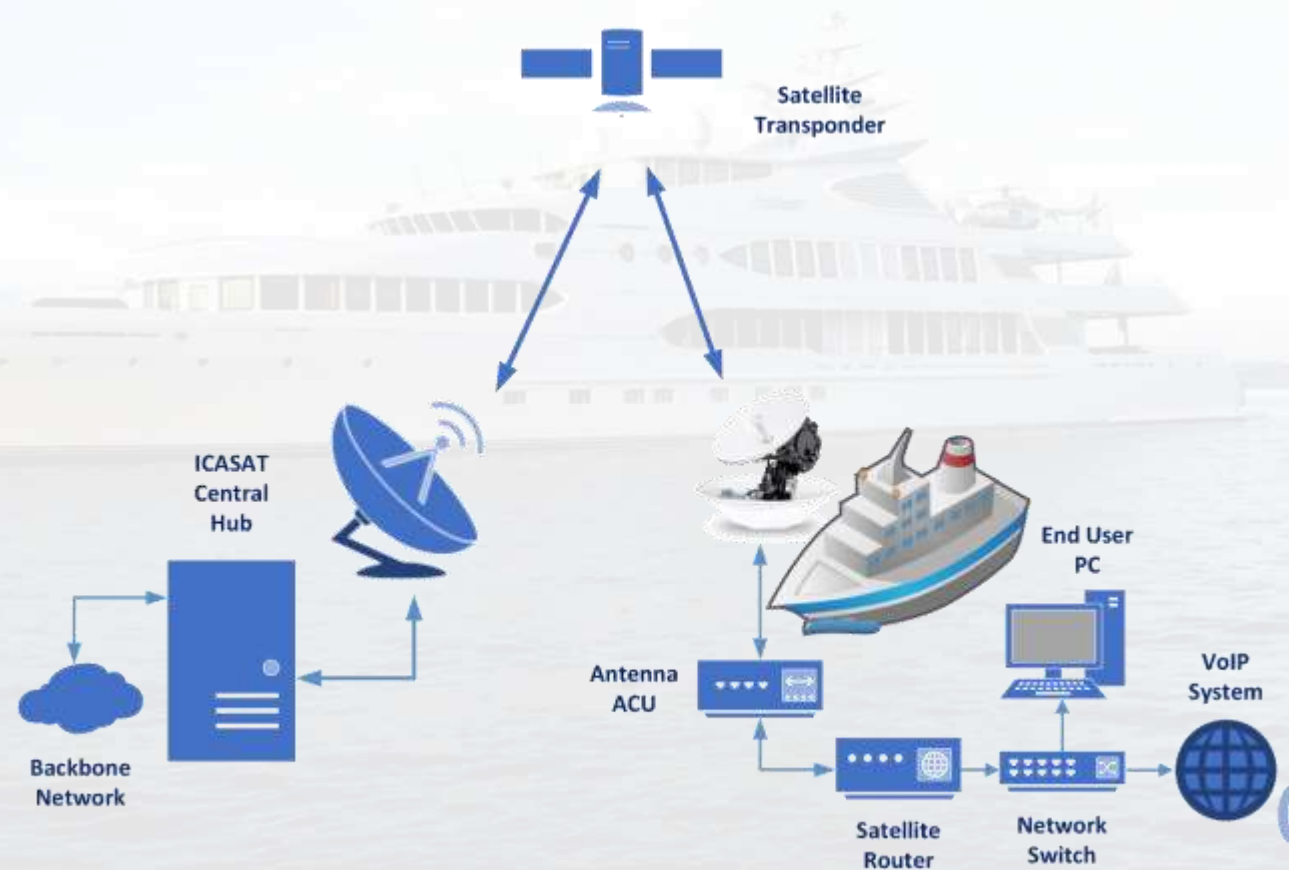 Satellite
Transponder
ICASAT
Central
Hub
End User
PC
Antenna
ACU
VoIP
System
Backbone
Network
Satellite
Router
Network
Switch